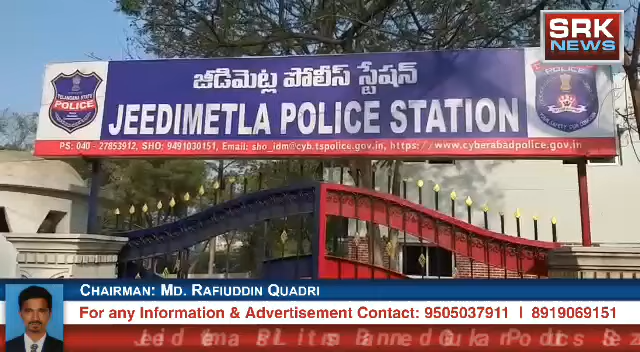 SRK
NEWS
జీడిమెట్ల పోలీస్ స్టేషన్
TELANGANA STATE
POLICE
POLICE
JEEDIMETLA POLICE STATION
PS: 040 - 27853912, SHO: 9491030151, Email: sho_jdm@cyb.tspolice.gov.in, https://www.cyberabadpolice.gov.in
CHAIRMAN: MD. RAFIUDDIN QUADRI
For any Information & Advertisement Contact: 9505037911 | 8919069151